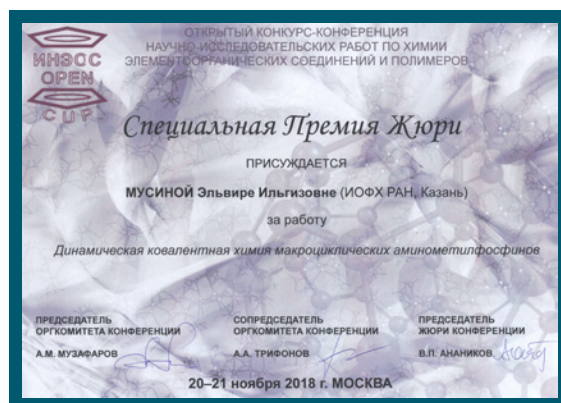 ИНЭОС
OPEN
CUP
ОТКРЫТЫЙ КОНКУРС-КОНФЕРЕНЦИЯ
НАУЧНО-ИССЛЕДОВАТЕЛЬСКИХ РАБОТ ПО ХИМИИ
ЭЛЕМЕНТООРГАНИЧЕСКИХ СОЕДИНЕНИЙ И ПОЛИМЕРОВ
Специальная Премия Жюри
ПРИСУЖДАЕТСЯ
МУСИНОЙ Эльвире Ильгизовне (ИОФХ РАН, Казань)
за работу
Динамическая ковалентная химия макроциклических аминометилфосфинов
ПРЕДСЕДАТЕЛЬ
ОРГКОМИТЕТА КОНФЕРЕНЦИИ
А.М. МУЗАФАРОВ
СОПРЕДСЕДАТЕЛЬ
ОРГКОМИТЕТА КОНФЕРЕНЦИИ
А.А. ТРИФОНОВ
ПРЕДСЕДАТЕЛЬ
ЖЮРИ КОНФЕРЕНЦИИ
В.П. АНАНИКОВ
20–21 ноября 2018 г. МОСКВА